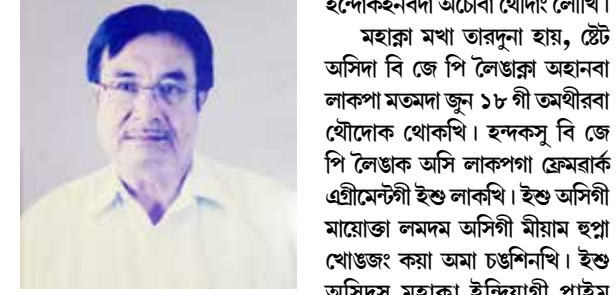 হন্দোকহনবদা অচৌবা থৌদাং লৌখি।
মহাক্না মখা তারদুনা হায়, ষ্টেট
অসিদা বি জে পি লৈঙাক্না অহানবা
লাকপা মতমদা জুন ১৮ গী তমথীরবা
থৌদোক থোকখি। হন্দকসু বি জে
পি লৈঙাক অসি লাকপগা ফ্রেমৱার্ক
এগ্রীমেন্টগী ইশু লাকখি। ইশু অসিগী
মায়োক্তা লমদম অসিগী মীয়াম হুপ্না
খোঙজং কয়া অমা চঙশিনখি। ইশু
অসিদসু মহাক্না ইন্দিয়াগী প্রাইম